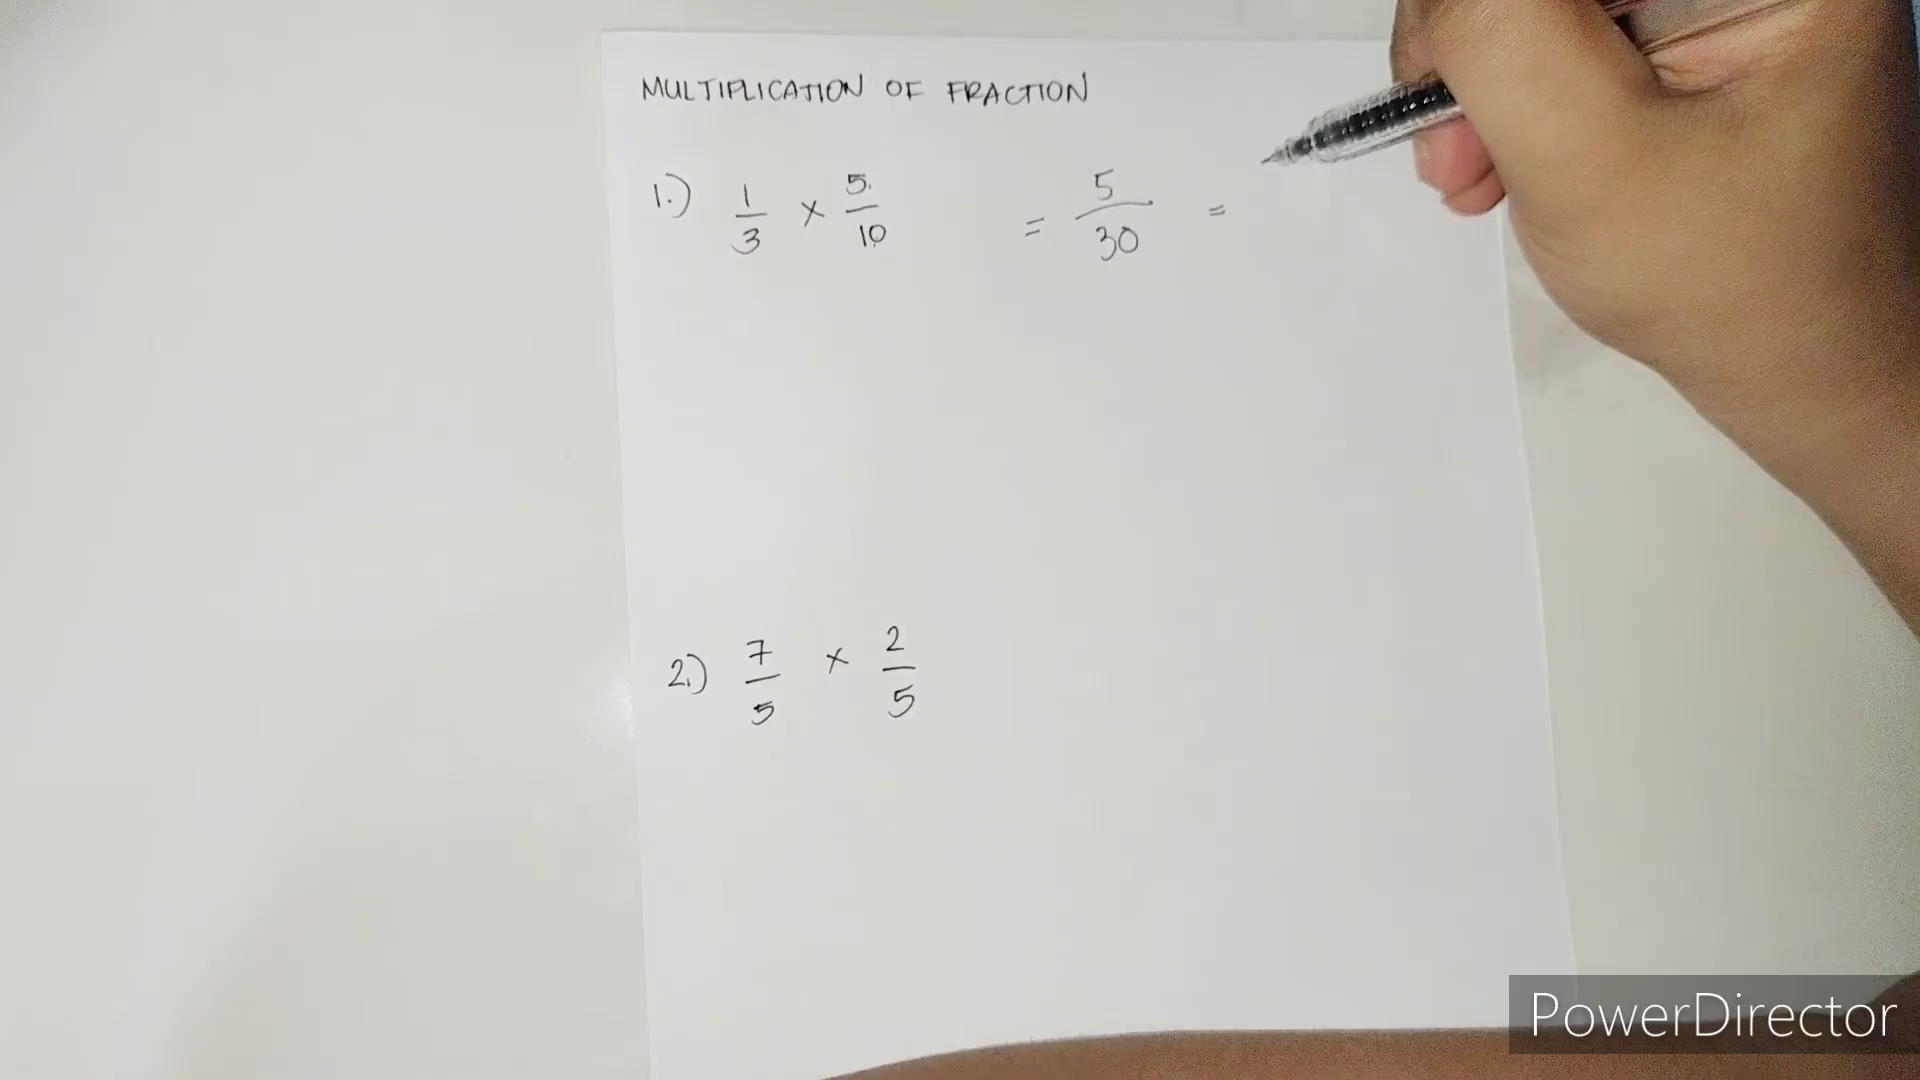 MULTIPLICATION OF FRACTION
1.) 1/3 × 5/10 = 5/30 =
2.) 7/5 × 2/5
PowerDirector